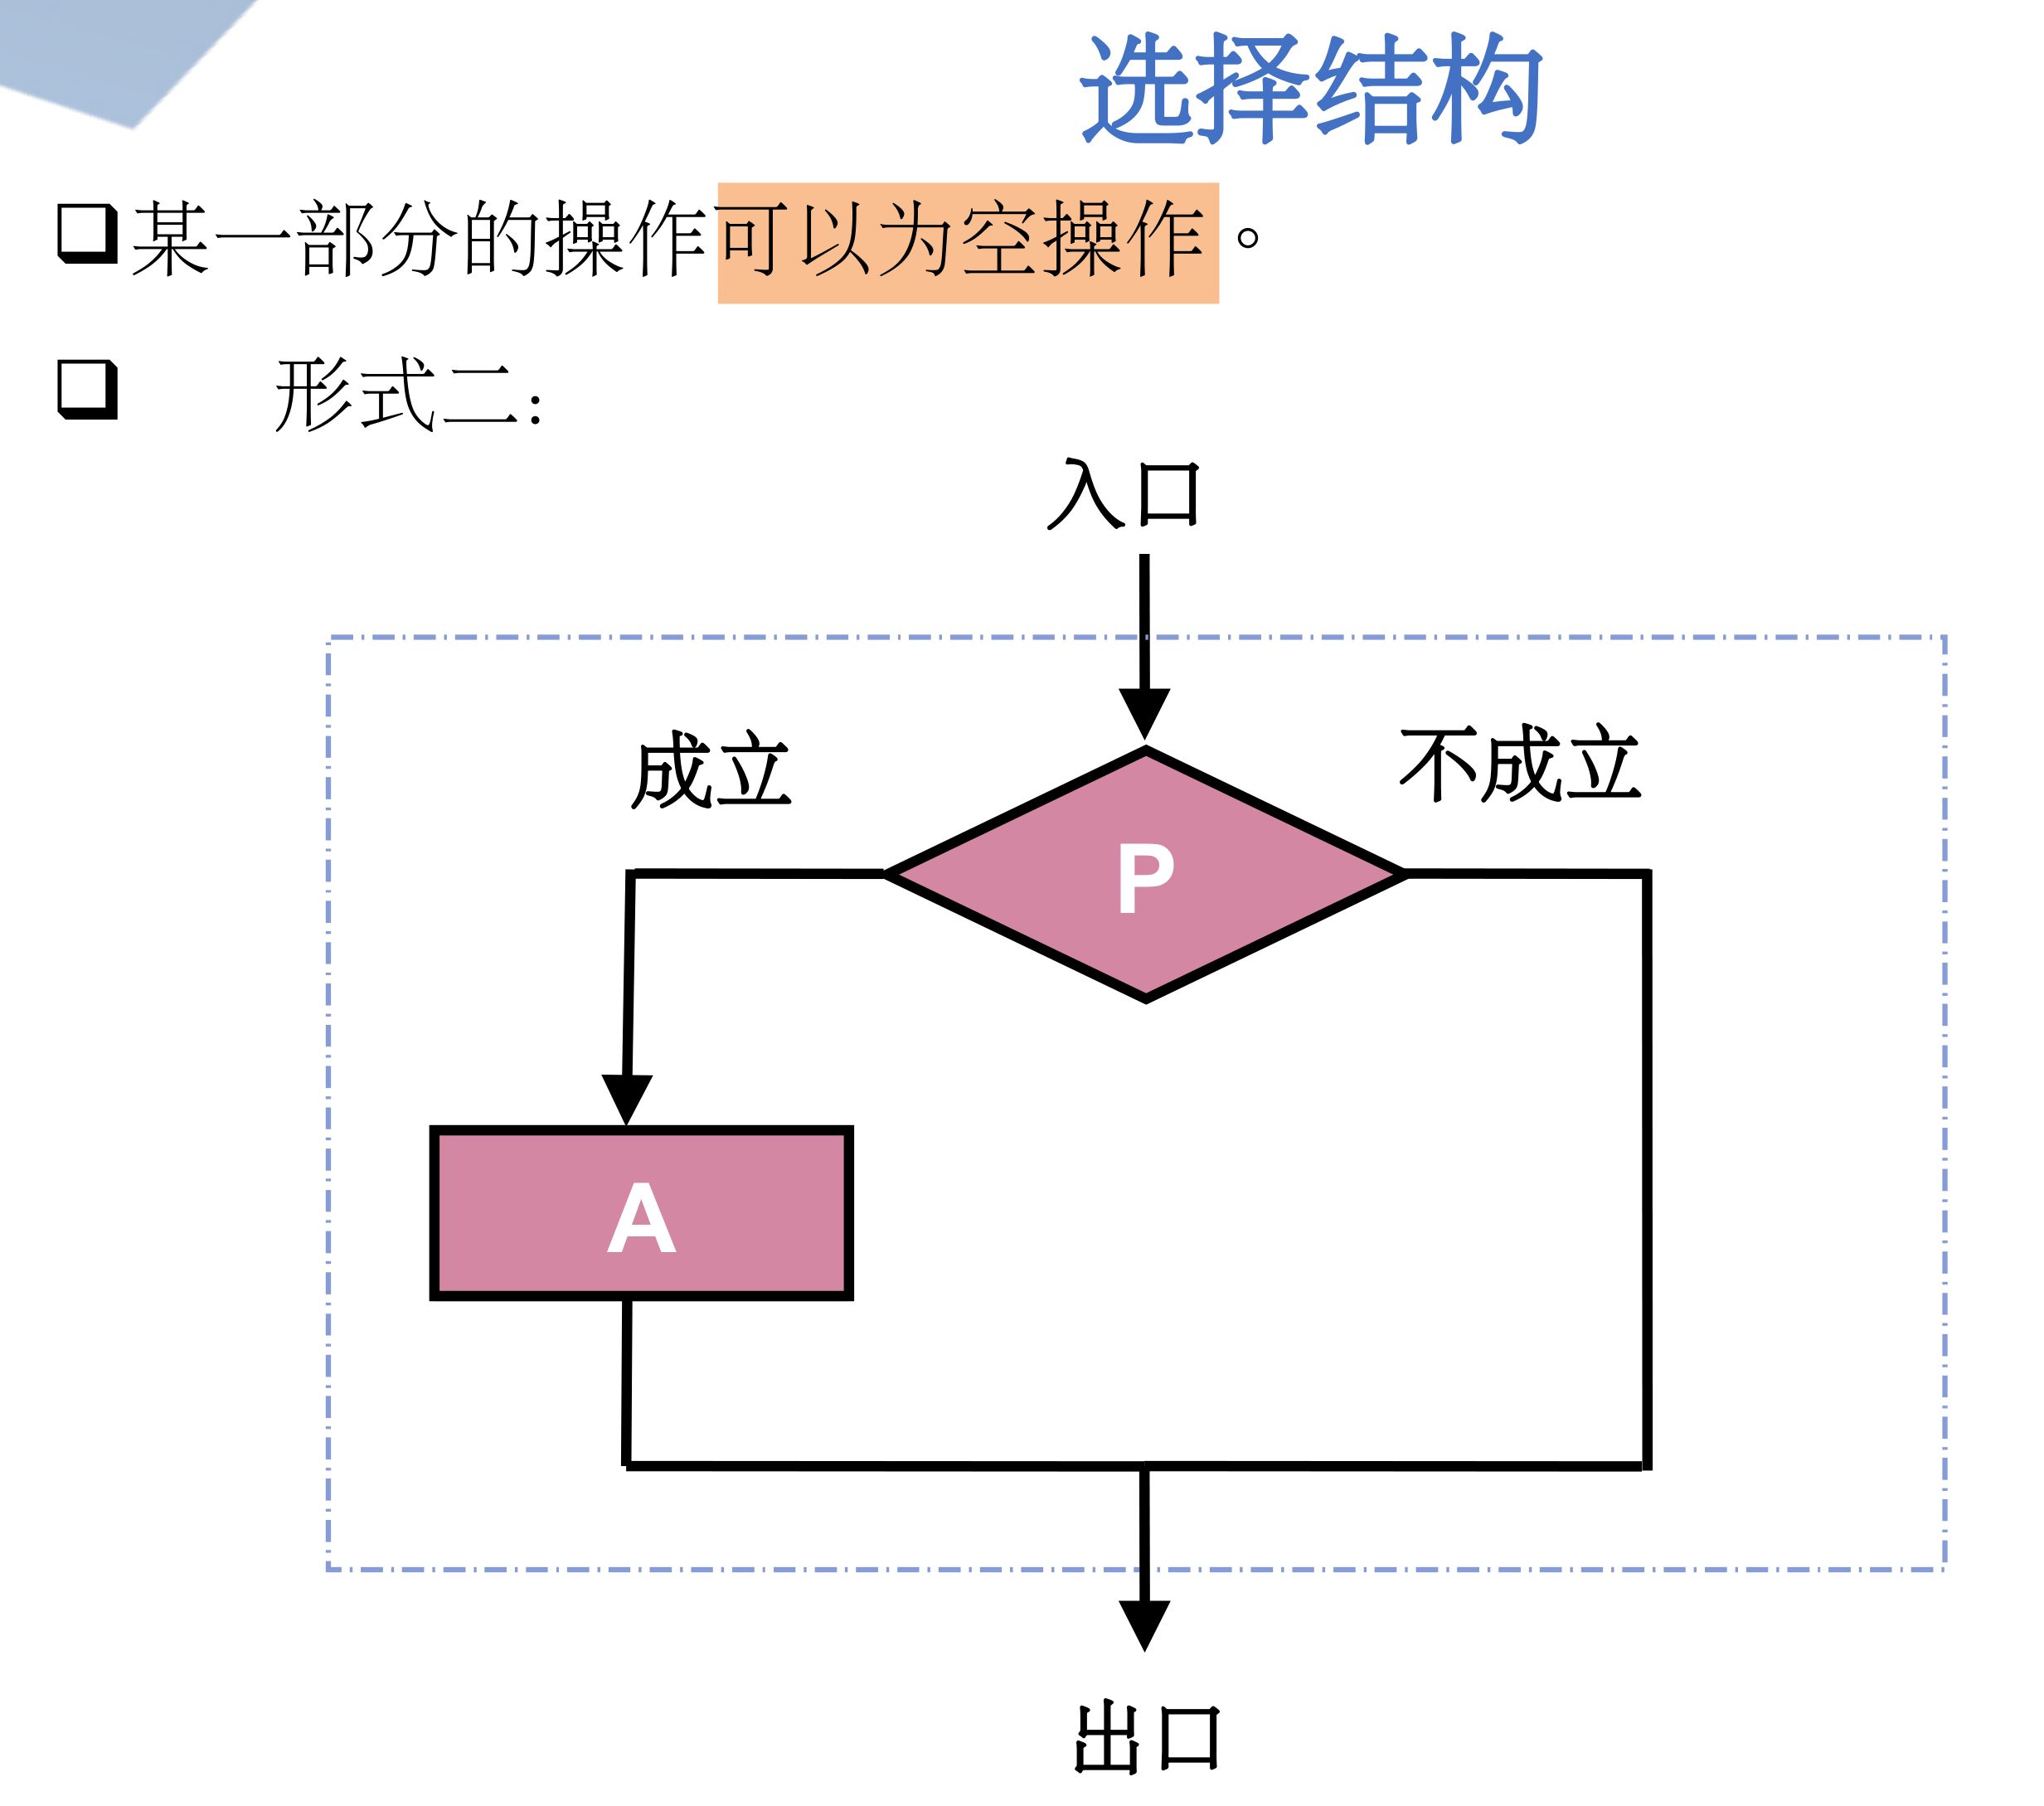 选择结构
某一部分的操作可以为空操作。
形式二:
入口
成立
不成立
P
A
出口